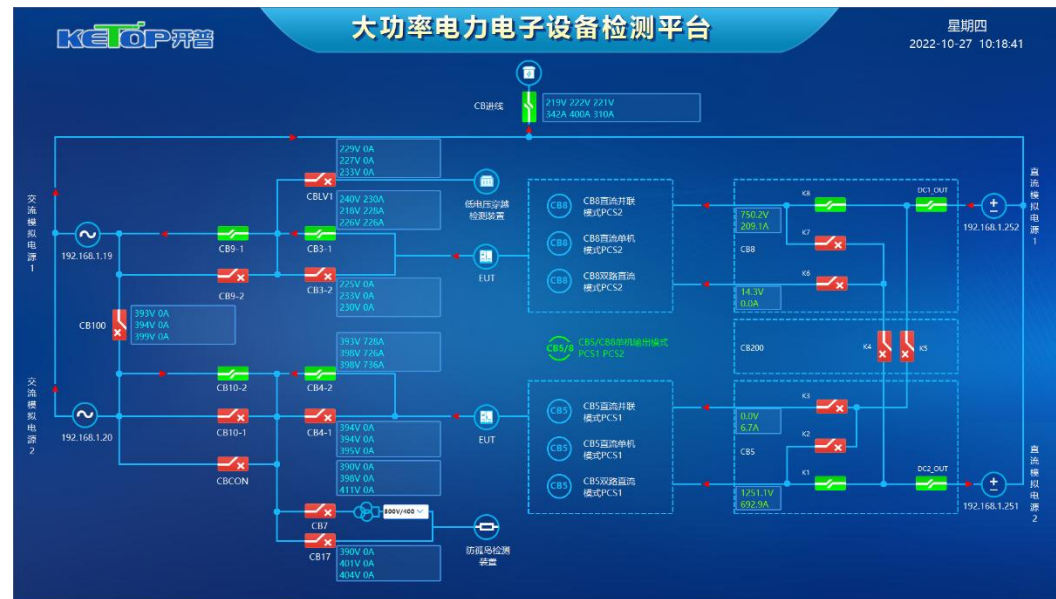 KETOP开普
大功率电力电子设备检测平台
星期四
2022-10-27 10:18:41
CB进线
219V 222V 221V
342A 400A 310A
交流模拟电源1
192.168.1.19
229V 0A
227V 0A
233V 0A
CBLV1
低电压穿越
检测装置
240V 230A
218V 228A
226V 226A
CB9-1
CB3-1
CB9-2
CB3-2
EUT
225V 0A
233V 0A
230V 0A
CB100
393V 0A
394V 0A
399V 0A
CB8
CB8直流并联
模式PCS2
CB8
CB8直流单机
模式PCS2
CB8
CB8双路直流
模式PCS2
750.2V
209.1A
CB8
14.3V
0.0A
K8
K7
K6
DC1_OUT
192.168.1.252
直流模拟电源1
CB5/8
CB5/CB8单机输出模式
PCS1 PCS2
CB200
K4
K5
交流模拟电源2
192.168.1.20
393V 728A
398V 726A
398V 736A
CB10-2
CB4-2
CB10-1
CB4-1
EUT
394V 0A
394V 0A
395V 0A
CBCON
390V 0A
398V 0A
411V 0A
CB7
800V/400
CB17
防孤岛检测
装置
390V 0A
401V 0A
404V 0A
CB5
CB5直流并联
模式PCS1
CB5
CB5直流单机
模式PCS1
CB5
CB5双路直流
模式PCS1
0.0V
6.7A
CB5
1251.1V
692.9A
K3
K2
K1
DC2_OUT
192.168.1.251
直流模拟电源2